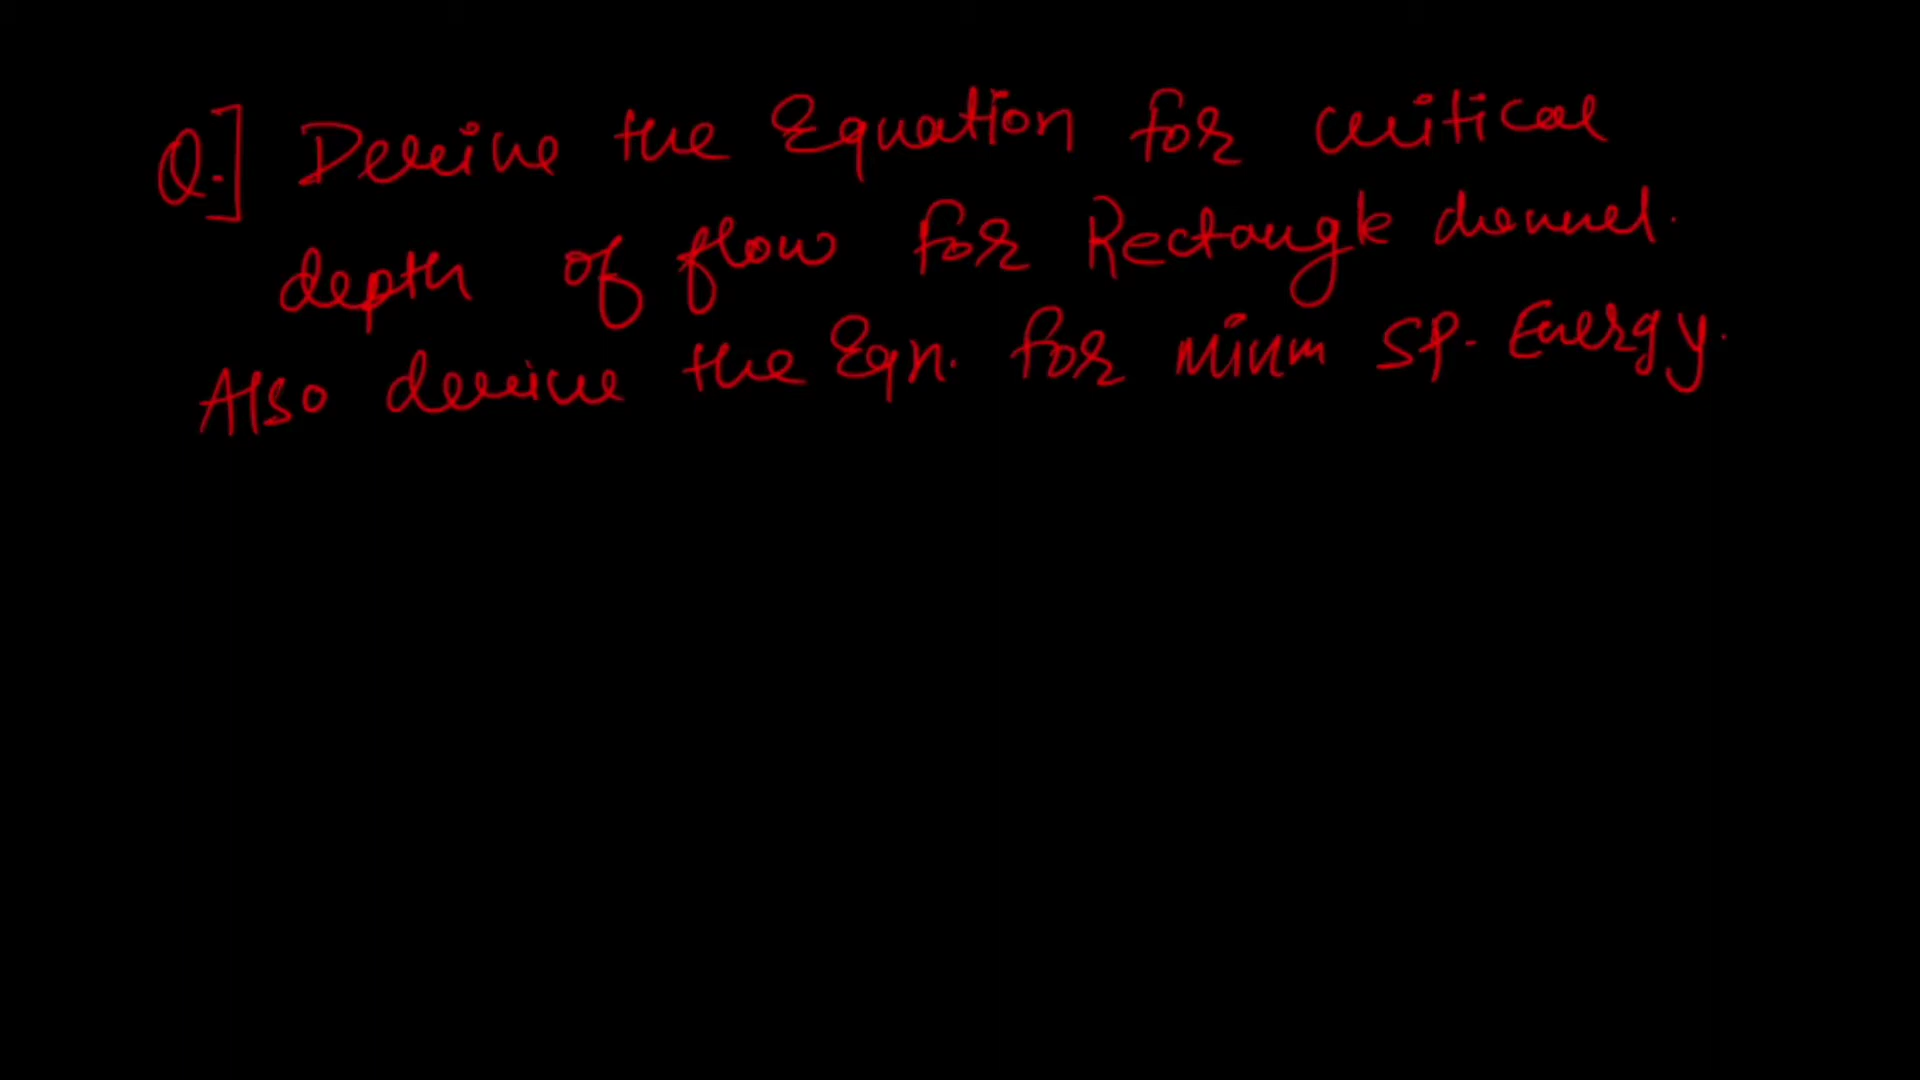 Q.] Derive the Equation for critical
depth of flow for Rectangle channel.
Also derive the Eqn. for minm SP. Energy.